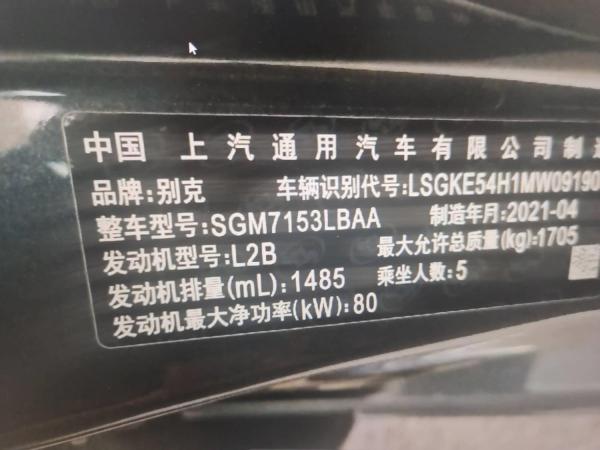 中国 上汽通用汽车有限公司制造
品牌:别克 车辆识别代号:LSGKE54H1MW09190
整车型号:SGM7153LBAA 制造年月:2021-04
发动机型号:L2B 最大允许总质量(kg):1705
发动机排量(mL):1485 乘坐人数:5
发动机最大净功率(kW):80